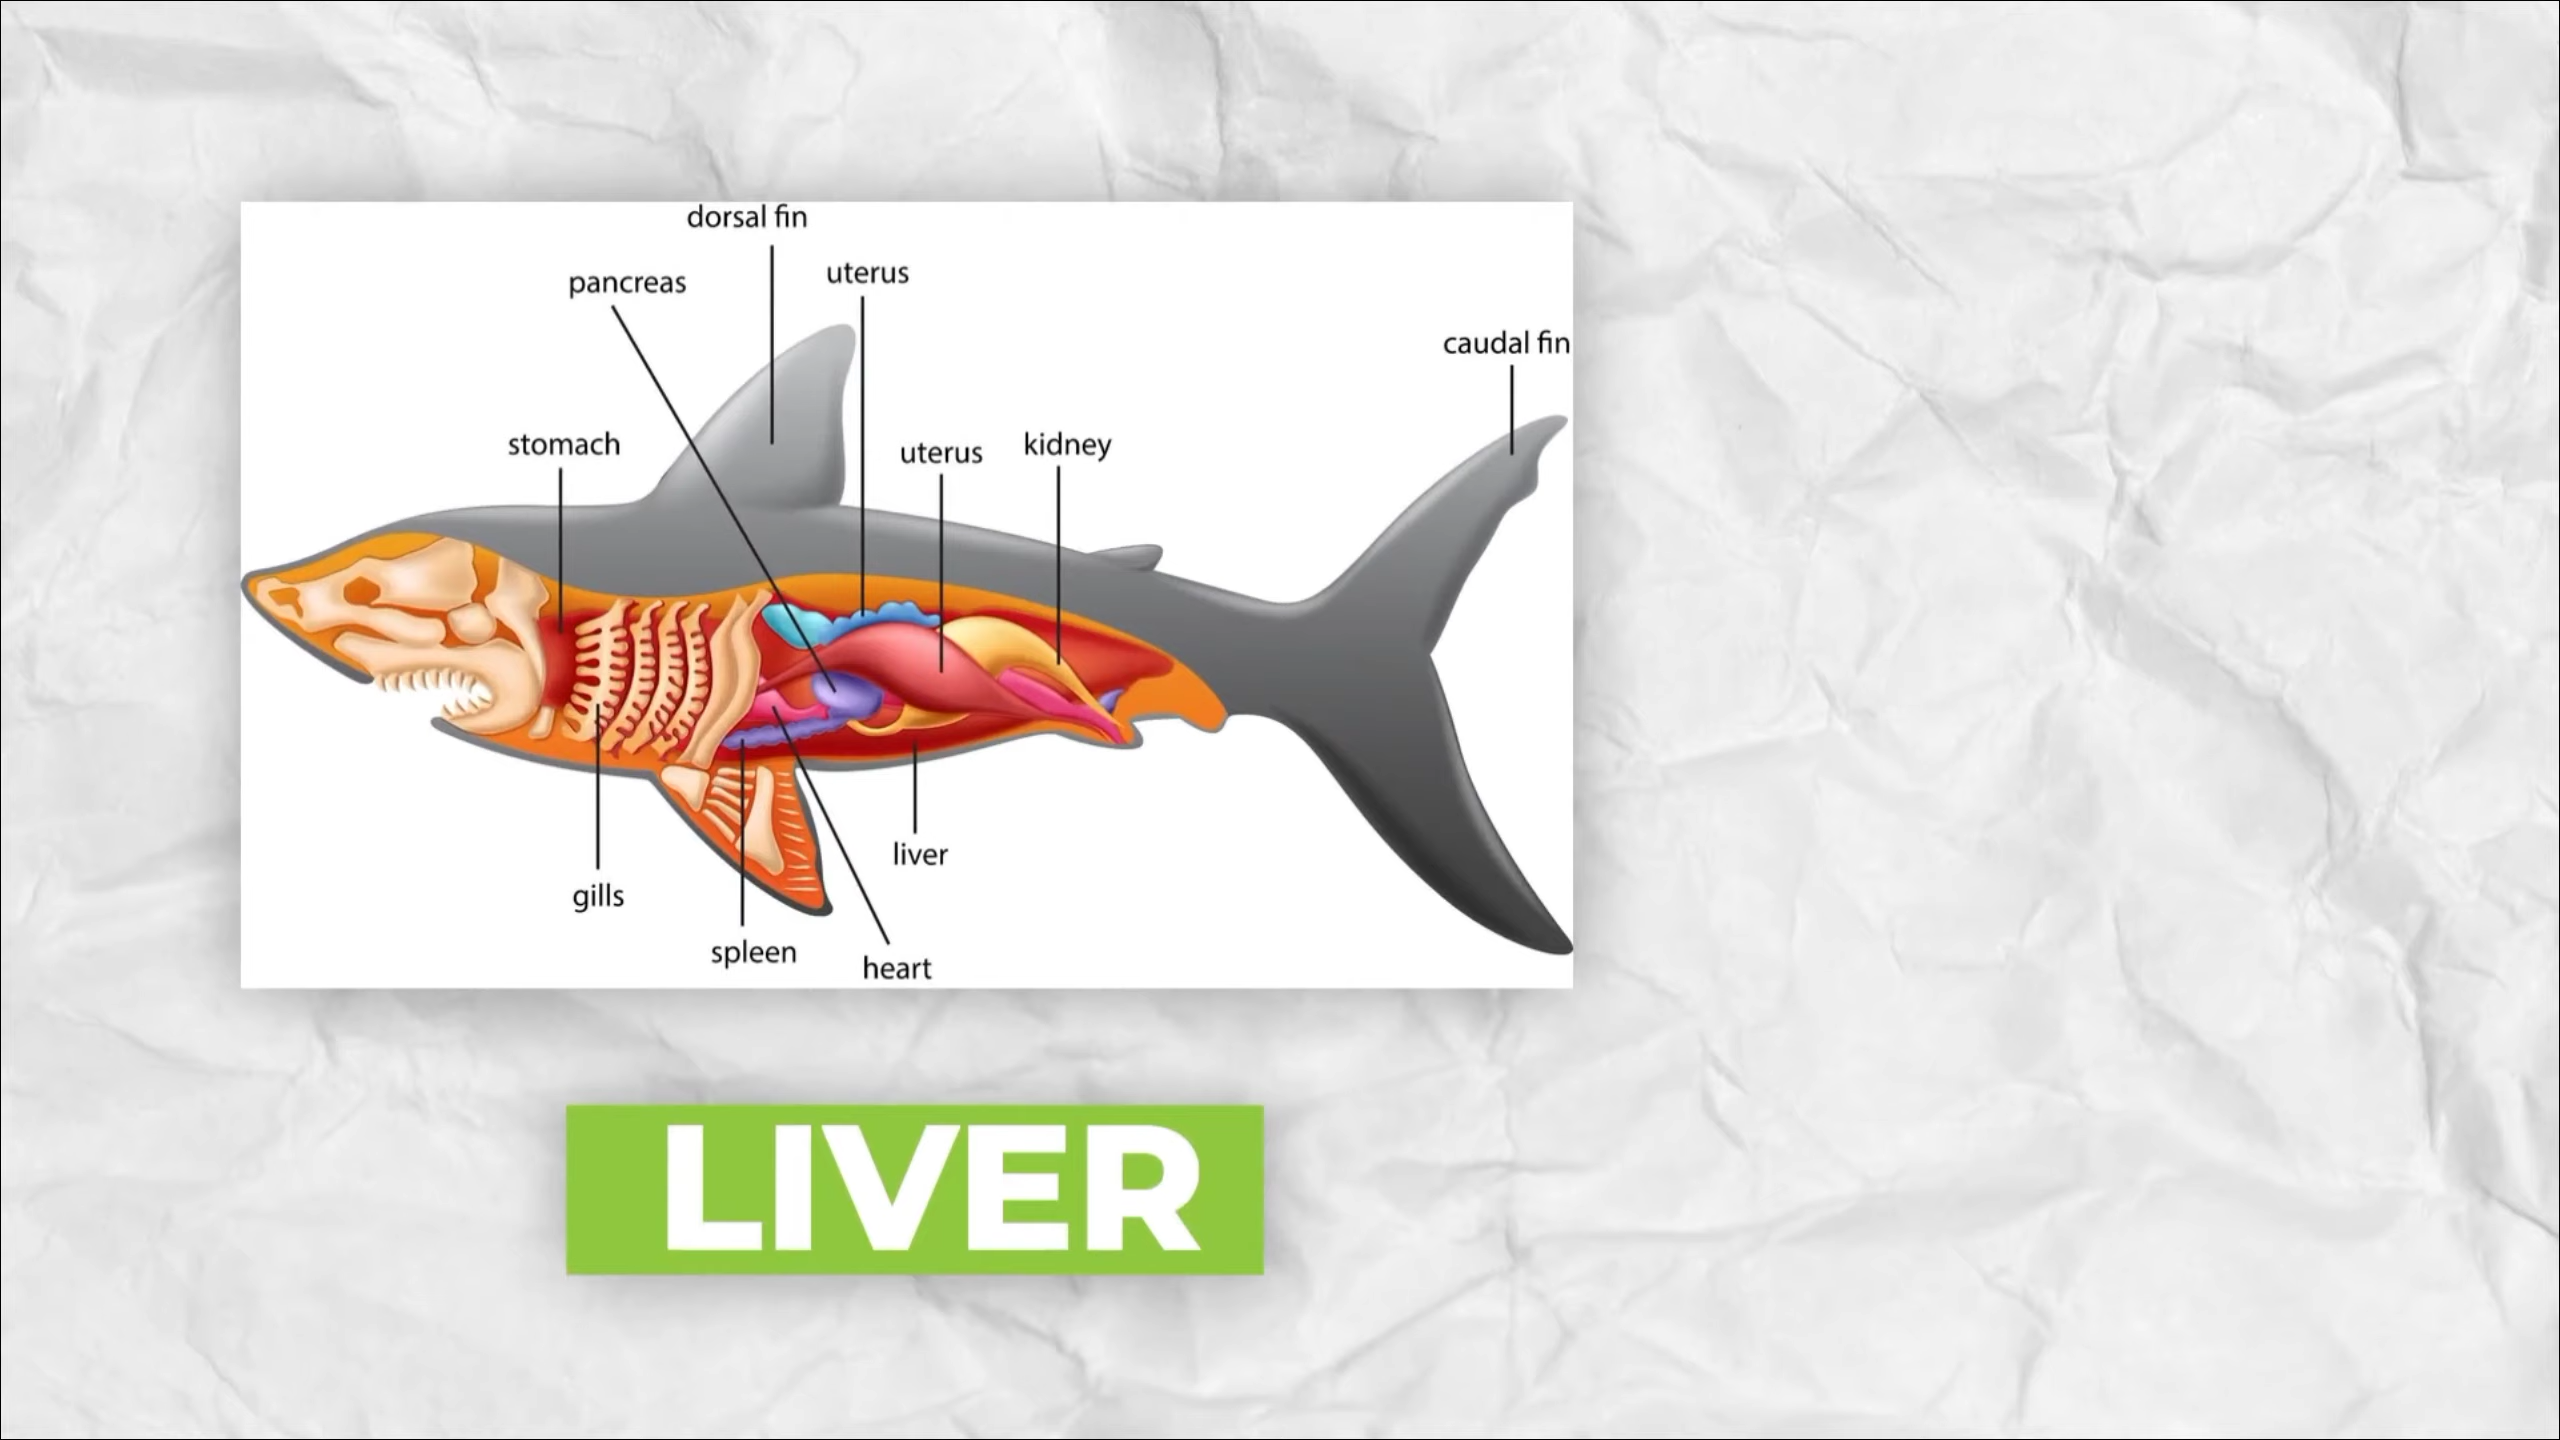 dorsal fin
uterus
pancreas
caudal fin
stomach
uterus
kidney
liver
gills
spleen
heart
LIVER